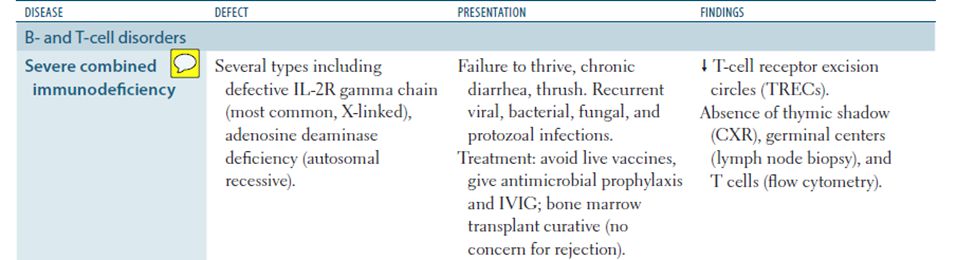 DISEASE DEFECT PRESENTATION FINDINGS
B- and T-cell disorders
Severe combined
immunodeficiency
Several types including
defective IL-2R gamma chain
(most common, X-linked),
adenosine deaminase
deficiency (autosomal
recessive).
Failure to thrive, chronic
diarrhea, thrush. Recurrent
viral, bacterial, fungal, and
protozoal infections.
Treatment: avoid live vaccines,
give antimicrobial prophylaxis
and IVIG; bone marrow
transplant curative (no
concern for rejection).
↓ T-cell receptor excision
circles (TRECs).
Absence of thymic shadow
(CXR), germinal centers
(lymph node biopsy), and
T cells (flow cytometry).